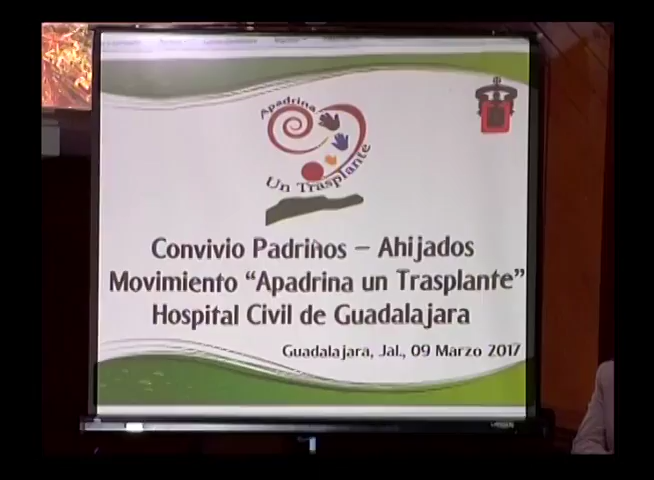 Apadrina
Un Trasplante
Convivio Padrinos – Ahijados
Movimiento “Apadrina un Trasplante”
Hospital Civil de Guadalajara
Guadalajara, Jal., 09 Marzo 2017